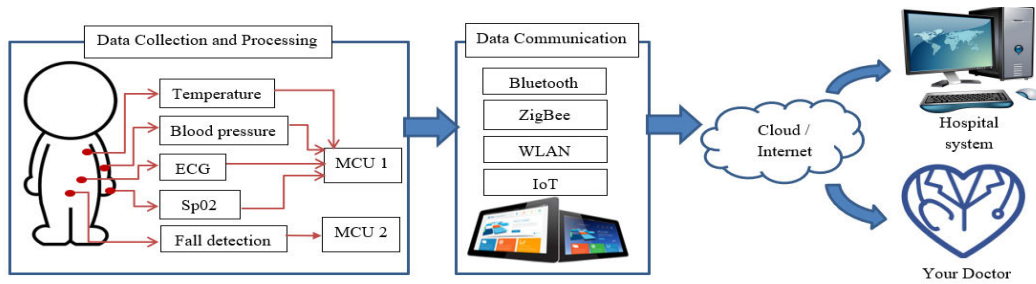 Data Collection and Processing
Temperature
Blood pressure
ECG
Sp02
Fall detection
MCU 1
MCU 2
Data Communication
Bluetooth
ZigBee
WLAN
IoT
Cloud /
Internet
Hospital
system
Your Doctor